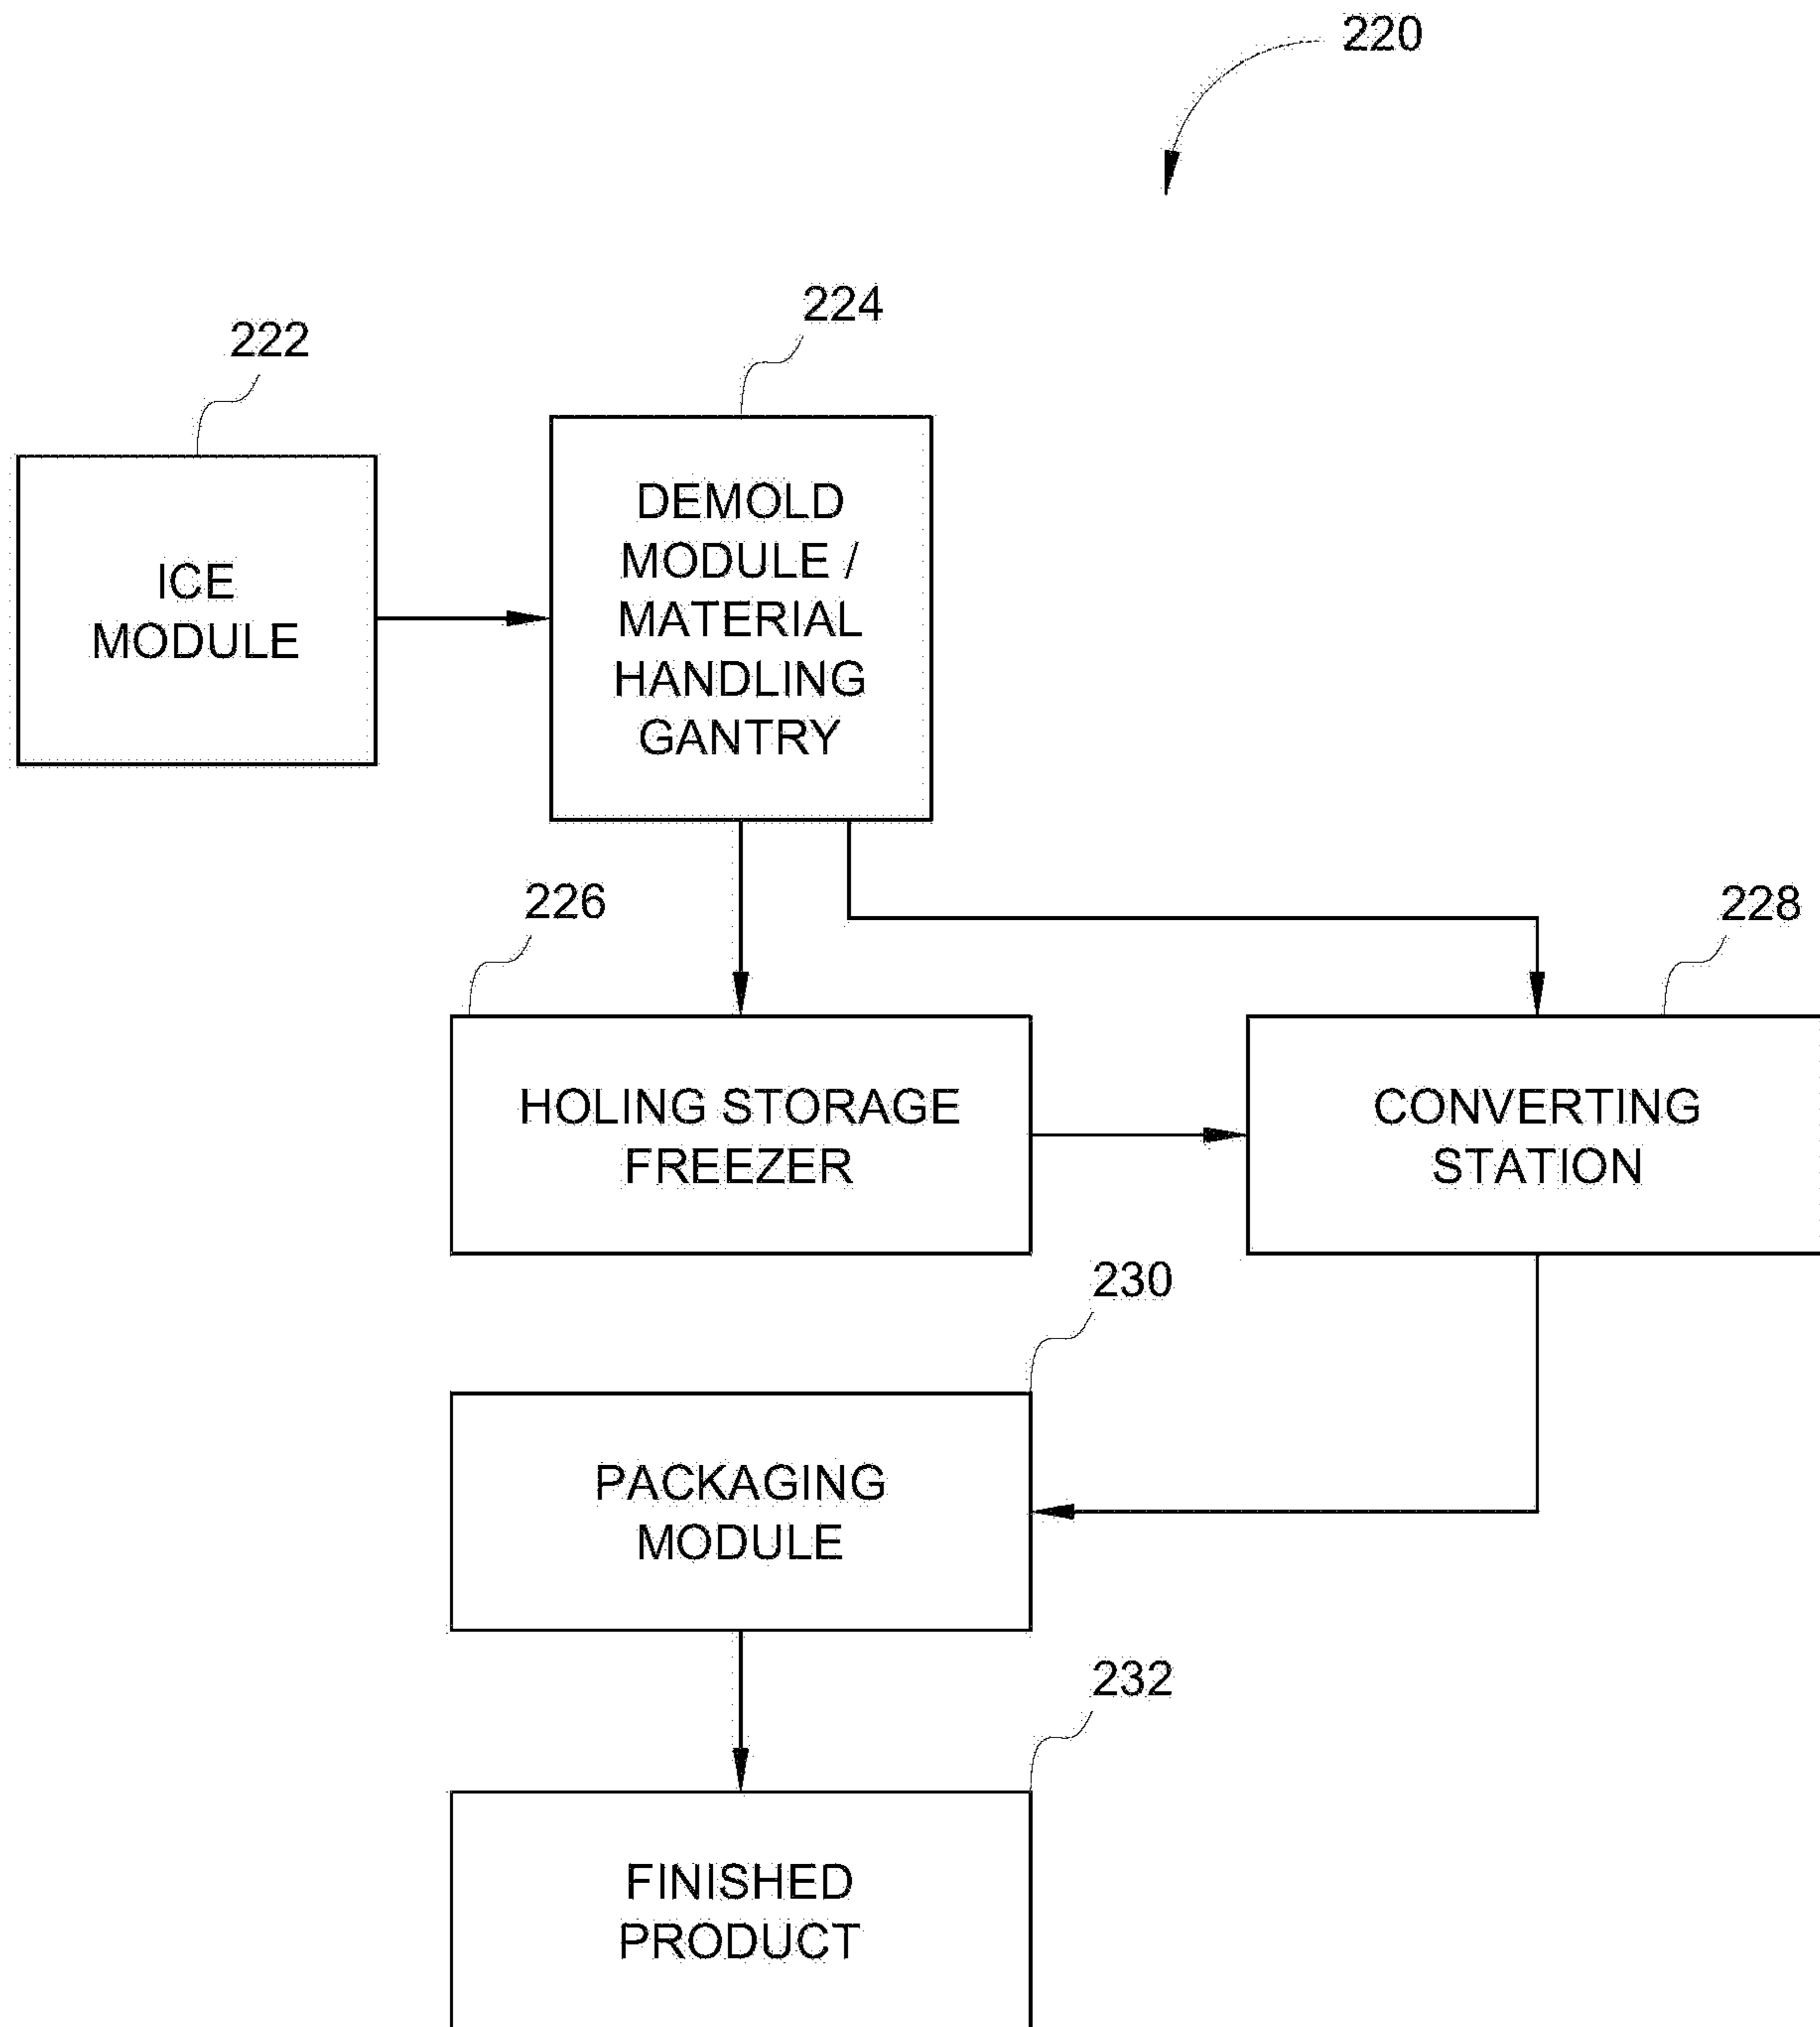 220
222
224
ICE
MODULE
DEMOLD
MODULE /
MATERIAL
HANDLING
GANTRY
226
228
HOLING STORAGE
FREEZER
CONVERTING
STATION
230
PACKAGING
MODULE
232
FINISHED
PRODUCT